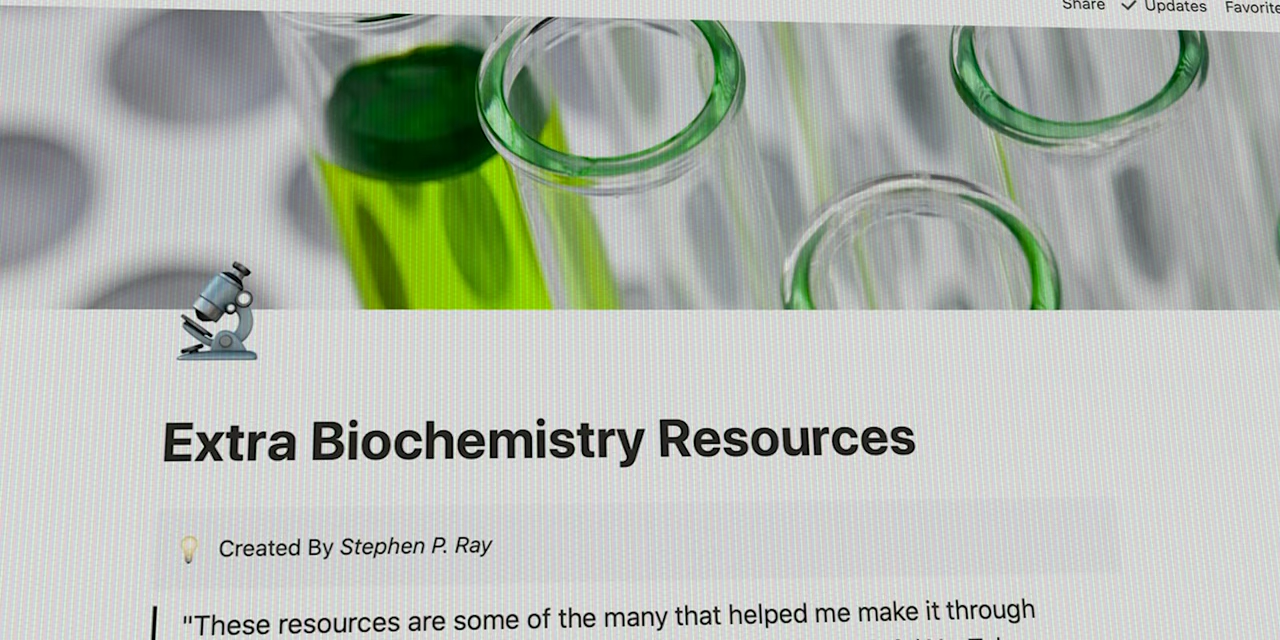 Share Updates Favorite
Extra Biochemistry Resources
Created By Stephen P. Ray
"These resources are some of the many that helped me make it through